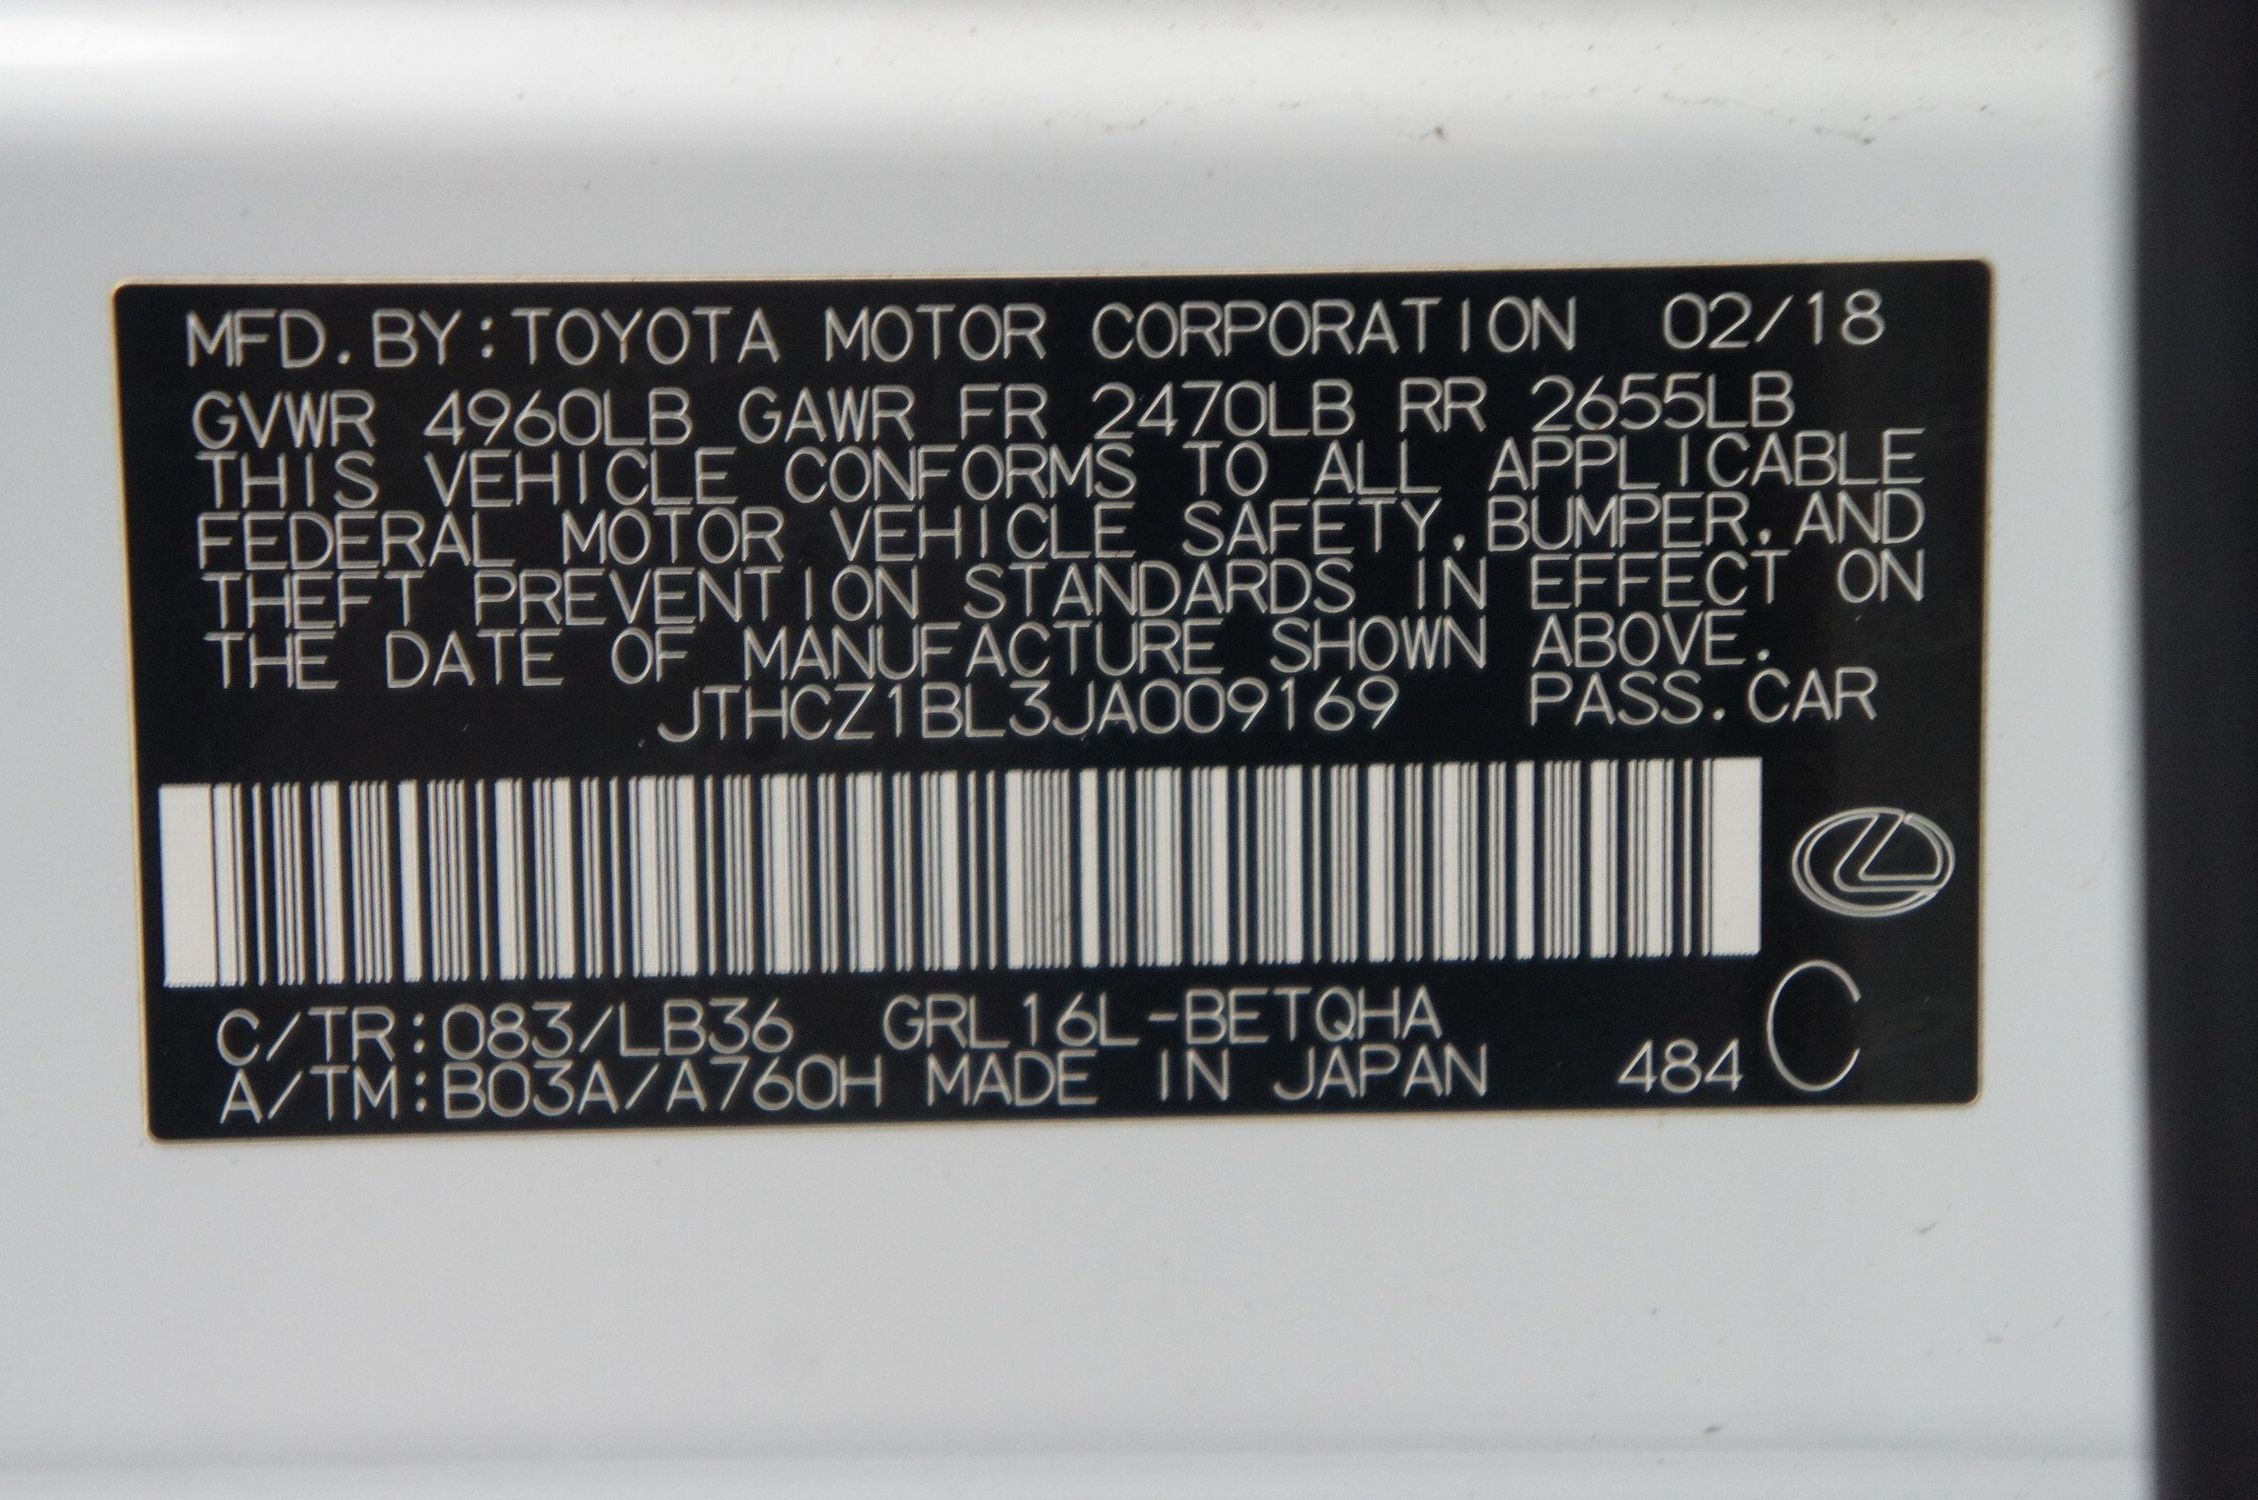 MFD.BY:TOYOTA MOTOR CORPORATION 02/18
GVWR 4960LB GAWR FR 2470LB RR 2655LB
THIS VEHICLE CONFORMS TO ALL APPLICABLE
FEDERAL MOTOR VEHICLE SAFETY,BUMPER,AND
THEFT PREVENTION STANDARDS IN EFFECT ON
THE DATE OF MANUFACTURE SHOWN ABOVE.
JTHCZ1BL3JA009169 PASS.CAR
C/TR:083/LB36 GRL16L-BETQHA
A/TM:B03A/A760H MADE IN JAPAN 484 C